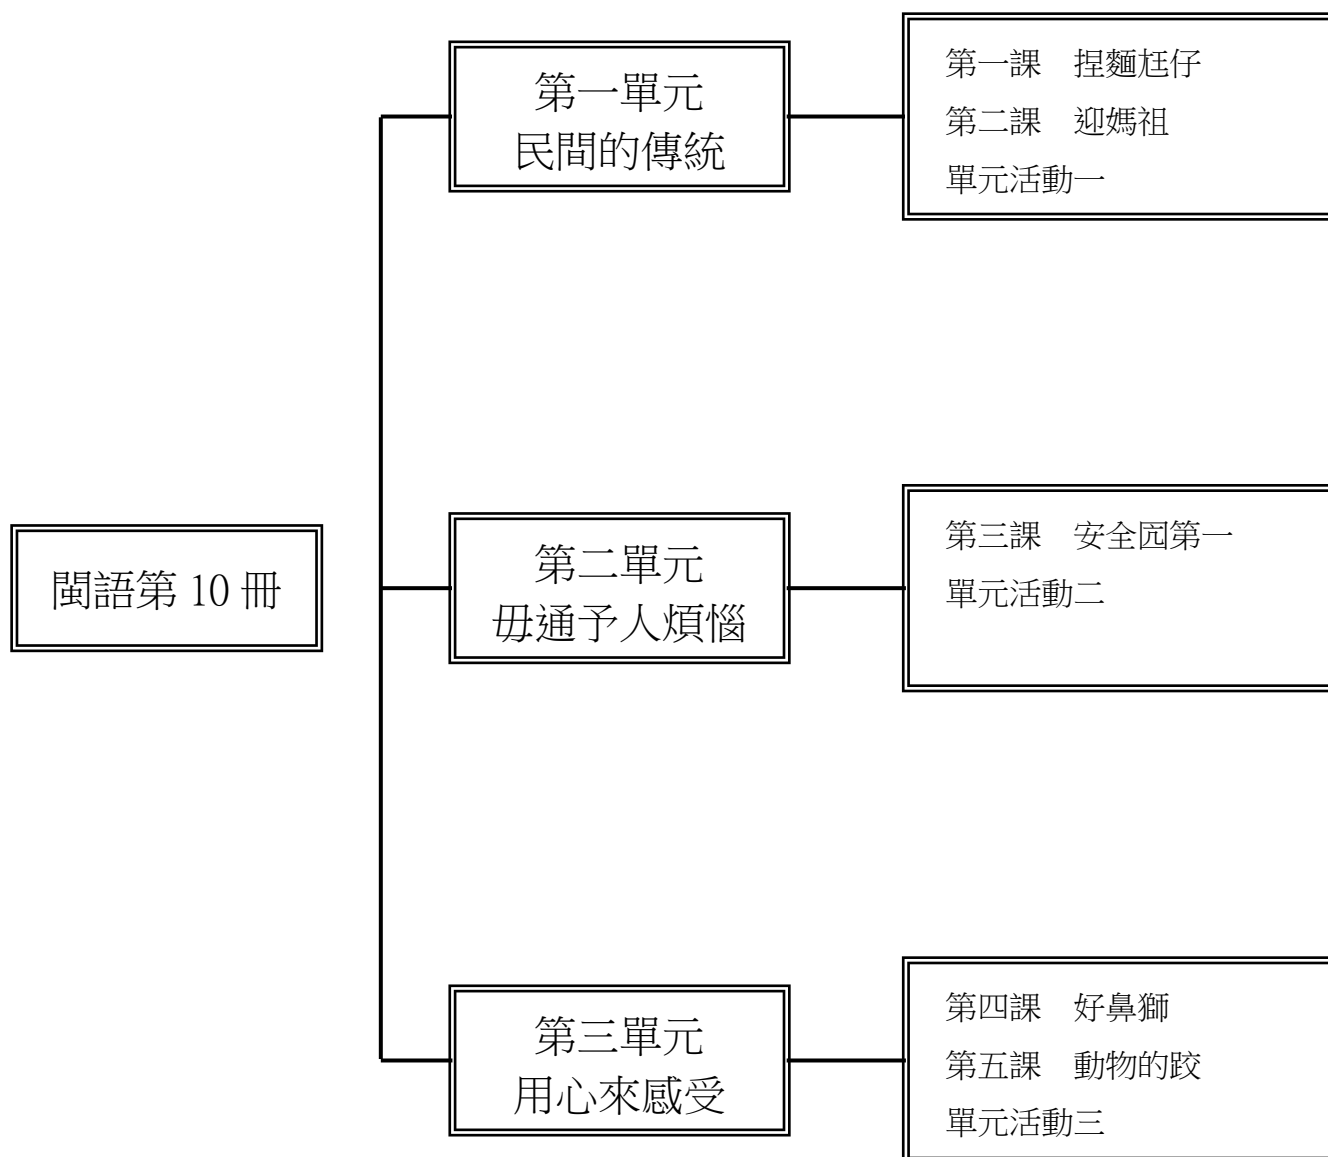 閩語第 10 冊
第一單元
民間的傳統
第一課　捏麵尪仔
第二課　迎媽祖
單元活動一
第二單元
毋通予人煩惱
第三課　安全囥第一
單元活動二
第三單元
用心來感受
第四課　好鼻獅
第五課　動物的跤
單元活動三